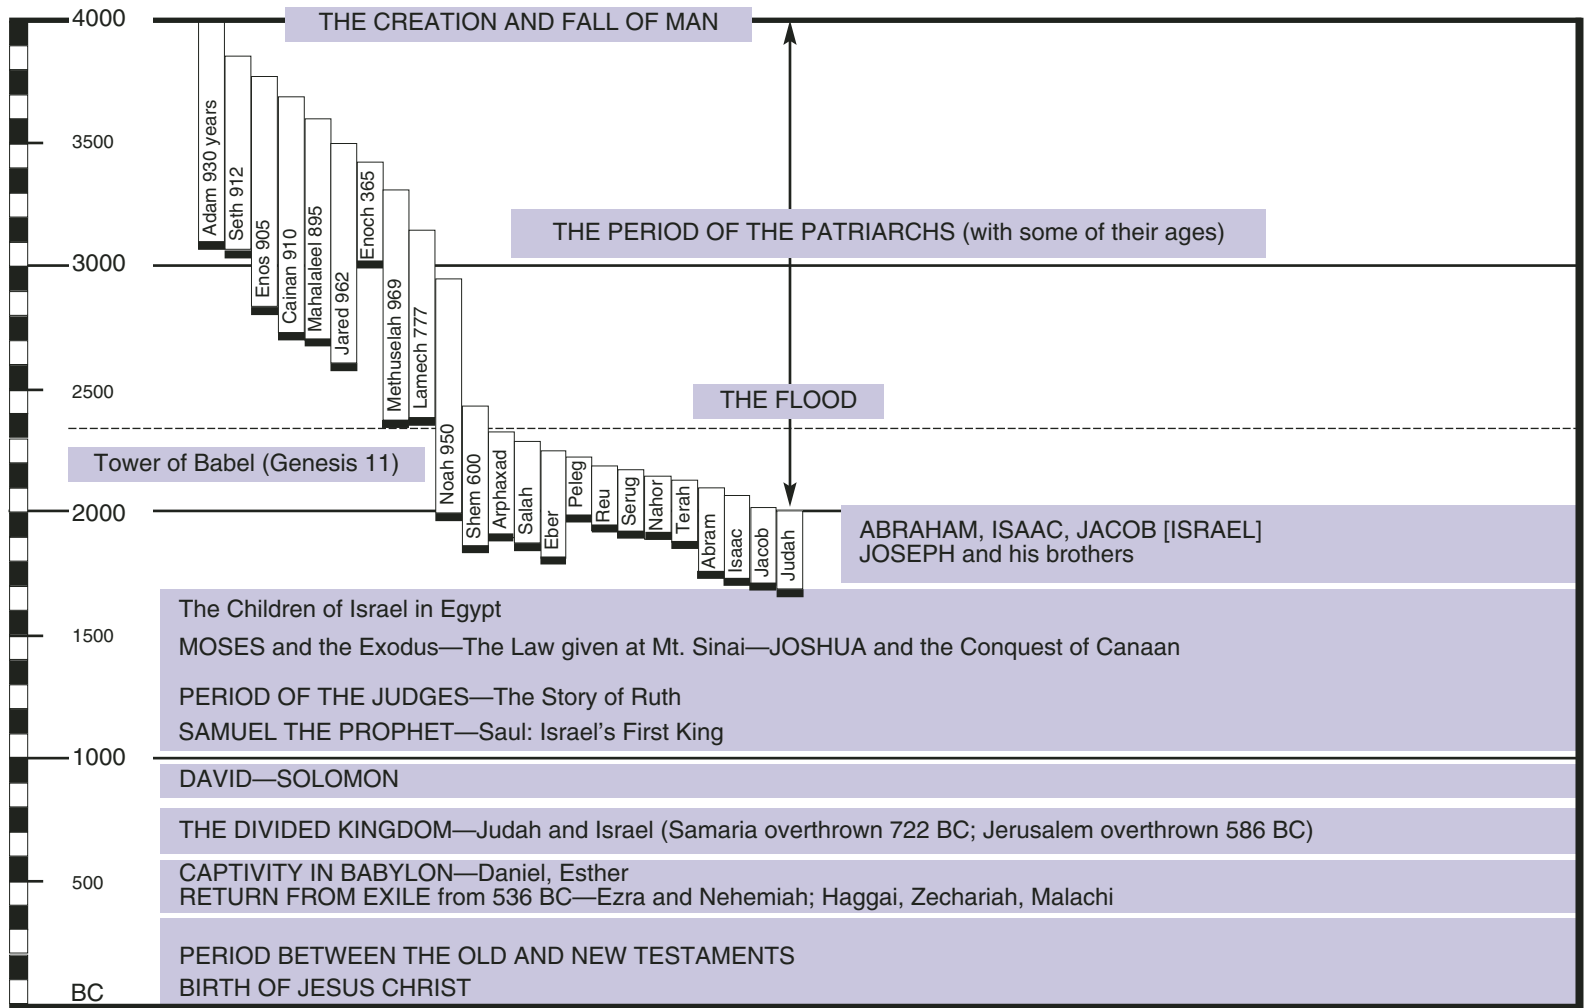 4000
THE CREATION AND FALL OF MAN
3500
Adam 930 years
Seth 912
Enos 905
Cainan 910
Mahalaleel 895
Jared 962
Enoch 365
Methuselah 969
Lamech 777
Noah 950
Shem 600
Arphaxad
Salah
Eber
Peleg
Reu
Serug
Nahor
Terah
Abram
Isaac
Jacob
Judah
THE PERIOD OF THE PATRIARCHS (with some of their ages)
3000
2500
THE FLOOD
Tower of Babel (Genesis 11)
2000
ABRAHAM, ISAAC, JACOB [ISRAEL]
JOSEPH and his brothers
The Children of Israel in Egypt
1500
MOSES and the Exodus—The Law given at Mt. Sinai—JOSHUA and the Conquest of Canaan
PERIOD OF THE JUDGES—The Story of Ruth
SAMUEL THE PROPHET—Saul: Israel’s First King
1000
DAVID—SOLOMON
THE DIVIDED KINGDOM—Judah and Israel (Samaria overthrown 722 BC; Jerusalem overthrown 586 BC)
CAPTIVITY IN BABYLON—Daniel, Esther
500
RETURN FROM EXILE from 536 BC—Ezra and Nehemiah; Haggai, Zechariah, Malachi
PERIOD BETWEEN THE OLD AND NEW TESTAMENTS
BIRTH OF JESUS CHRIST
BC